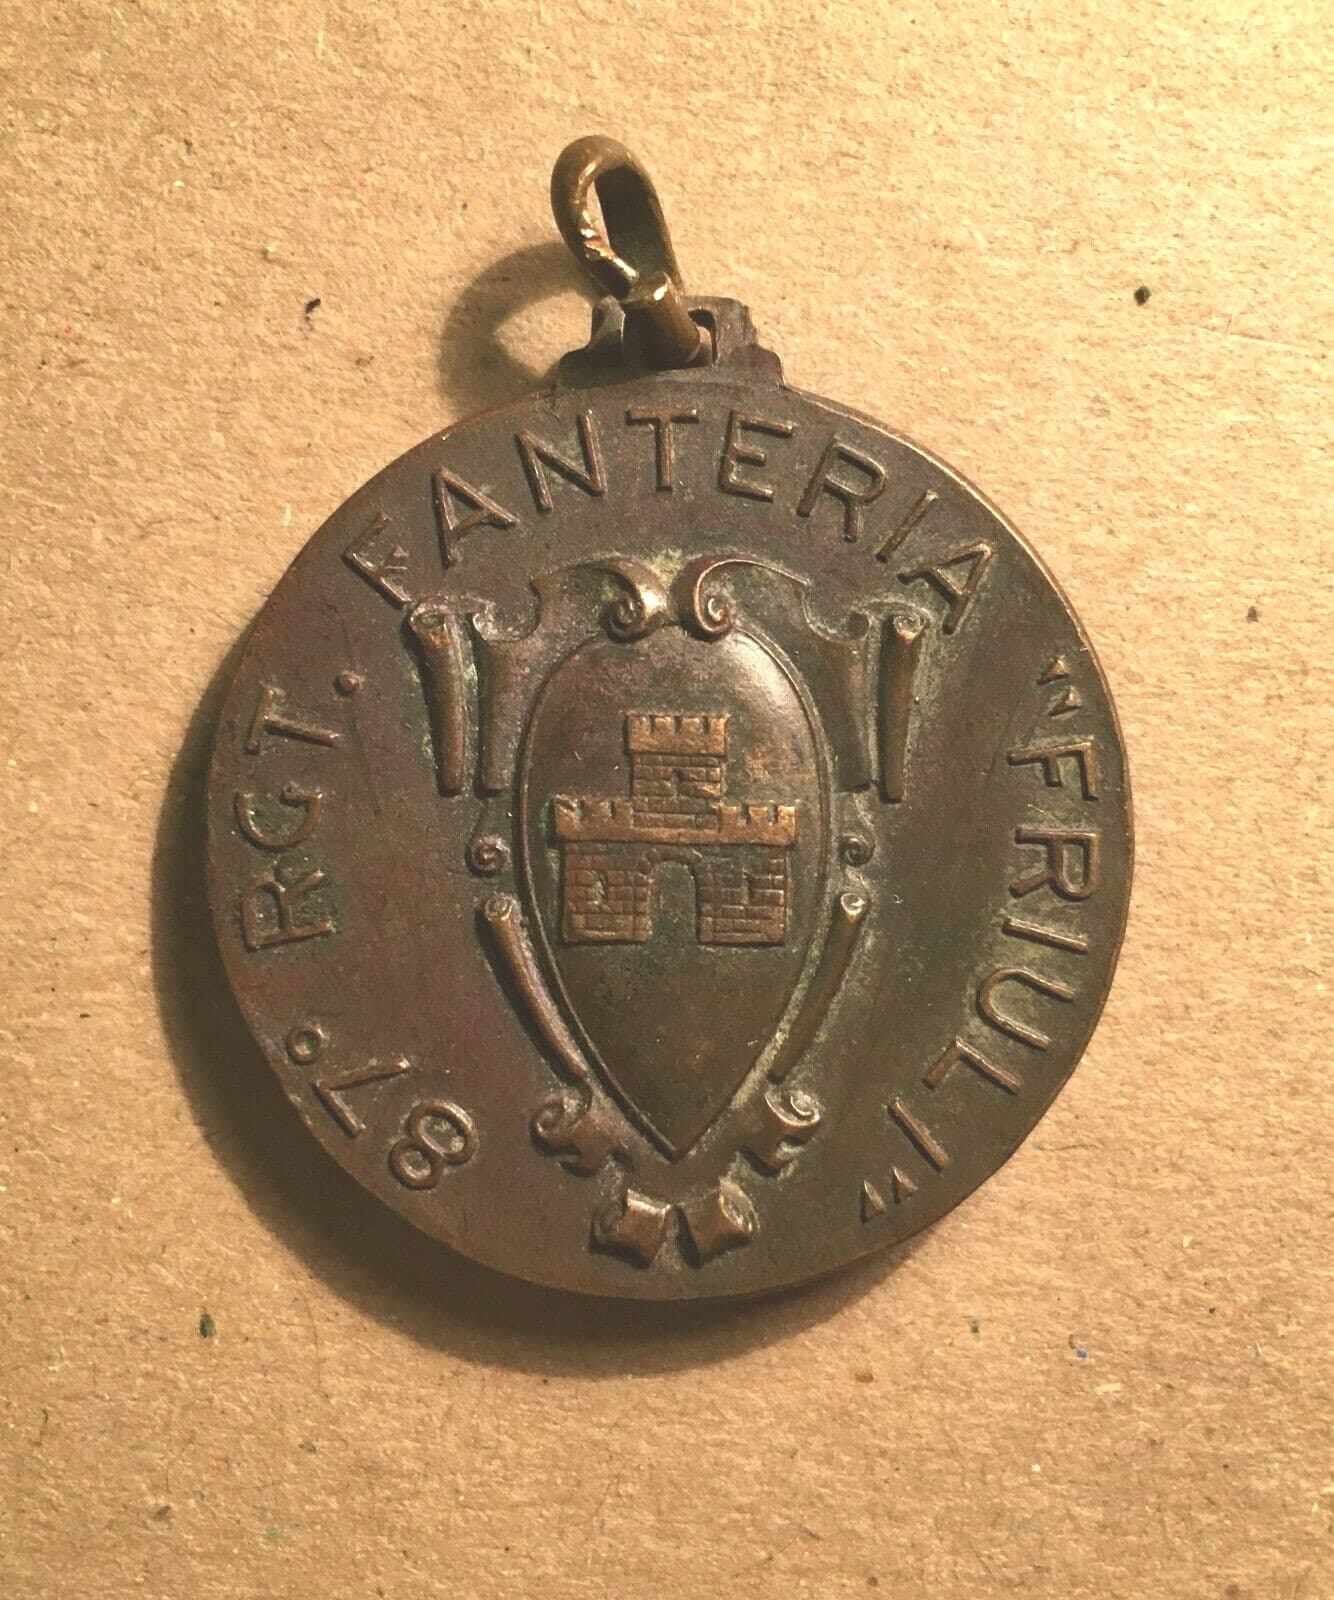 87° RGT. FANTERIA "FRIULI"